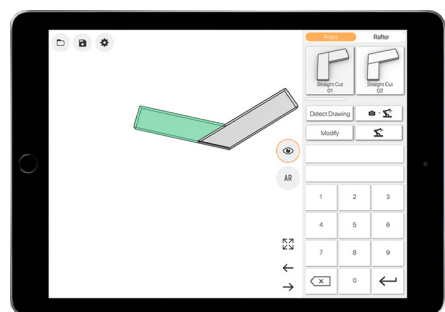 Posts Rafter
Straight Cut
01
Straight Cut
02
Detect Drawing
Modify
AR
1 2 3
4 5 6
7 8 9
0